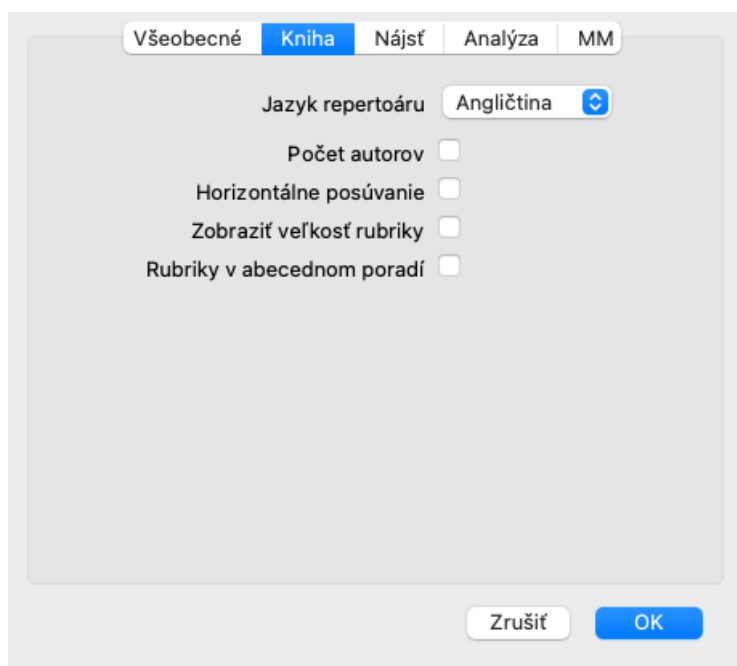 Všeobecné Kniha Nájsť Analýza MM
Jazyk repertoáru Angličtina
Počet autorov
Horizontálne posúvanie
Zobraziť veľkosť rubriky
Rubriky v abecednom poradí
Zrušiť OK